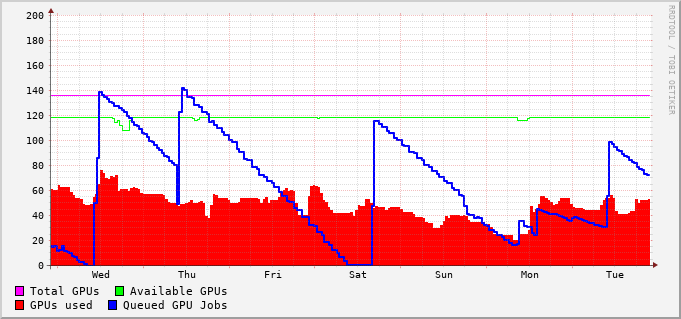 200
180
160
140
120
100
80
60
40
20
0
Wed Thu Fri Sat Sun Mon Tue
Total GPUs Available GPUs
GPUs used Queued GPU Jobs
RRDTOOL / TOBI OETIKER